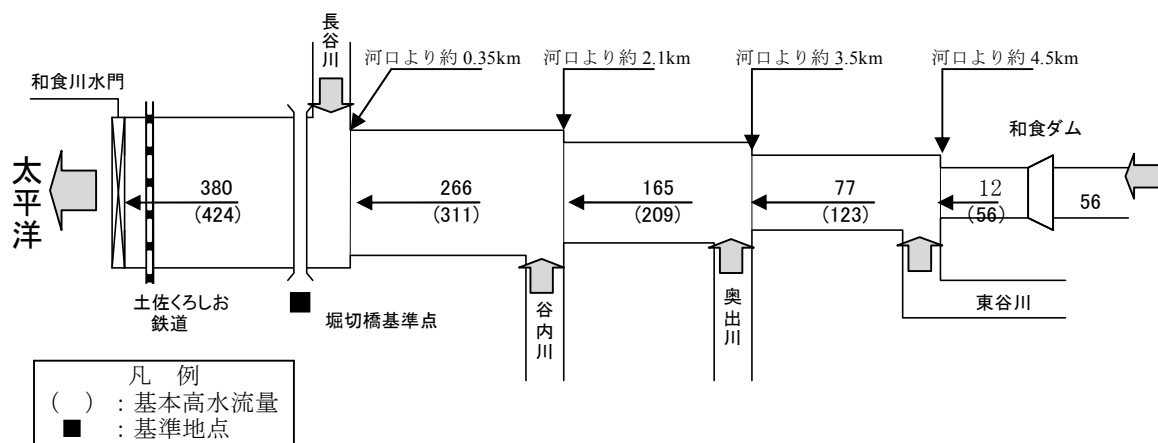 長谷川
河口より約 0.35km
河口より約 2.1km
河口より約 3.5km
河口より約 4.5km
和食川水門
和食ダム
太平洋
380
(424)
266
(311)
165
(209)
77
(123)
12
(56)
56
土佐くろしお
鉄道
堀切橋基準点
谷内川
奥出川
東谷川
凡 例
( ) : 基本高水流量
■ : 基準地点